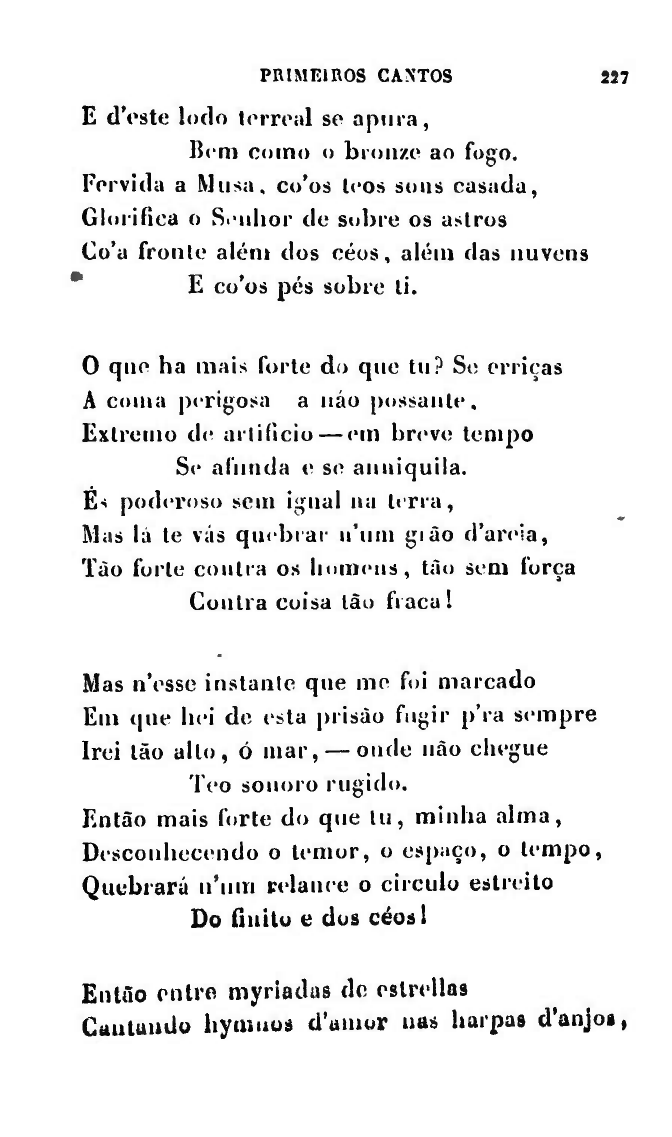 PRIMEIROS CANTOS 227
E d'este lodo terreal se apura,
Bem como o bronze ao fogo.
Fervida a Musa, co'os teos sons casada,
Glorifica o Senhor de sobre os astros
Co'a fronte além dos céos, além das nuvens
E co'os pés sobre ti.
O que ha mais forte do que tu? Se erriças
A coma perigosa a náo possante,
Extremo de artificio—em breve tempo
Se afunda e se anniquila.
És poderoso sem igual na terra,
Mas lá te vás quebrar n'um grão d'areia,
Tão forte contra os homens, tão sem força
Contra coisa tão fraca!
Mas n'esse instante que me foi marcado
Em que hei de esta prisão fugir p'ra sempre
Irei tão alto, ó mar,—onde não chegue
Teo sonoro rugido.
Então mais forte do que tu, minha alma,
Desconhecendo o temor, o espaço, o tempo,
Quebrará n'um relance o circulo estreito
Do finito e dos céos!
Então entre myriadas de estrellas
Cantando hymnos d'amor nas harpas d'anjos,